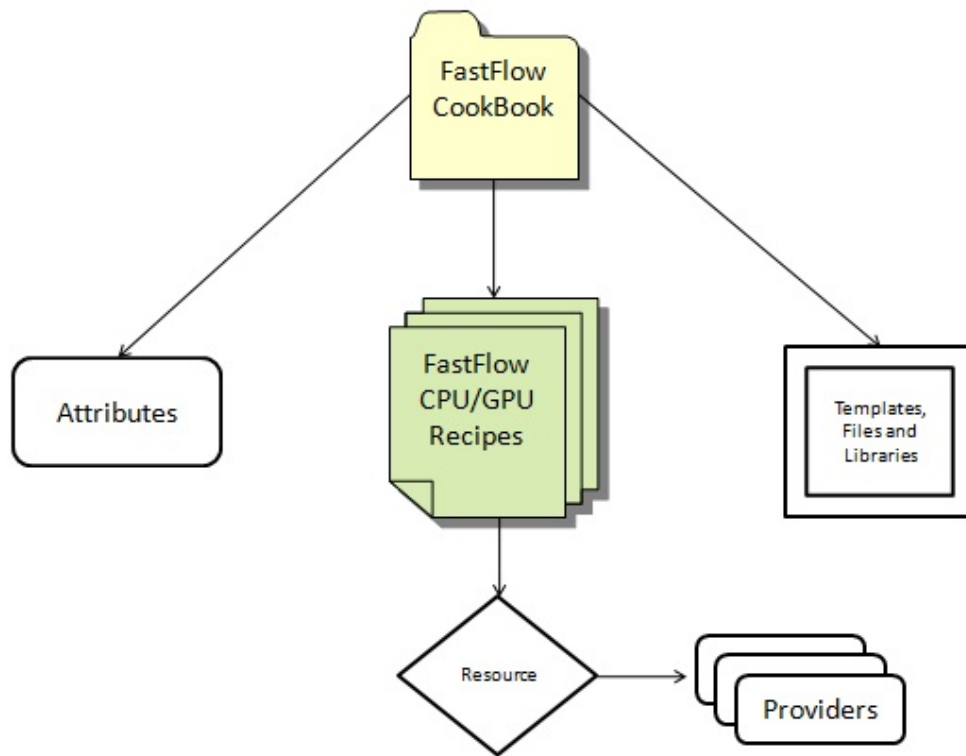 FastFlow
CookBook
Attributes
FastFlow
CPU/GPU
Recipes
Templates,
Files and
Libraries
Resource
Providers